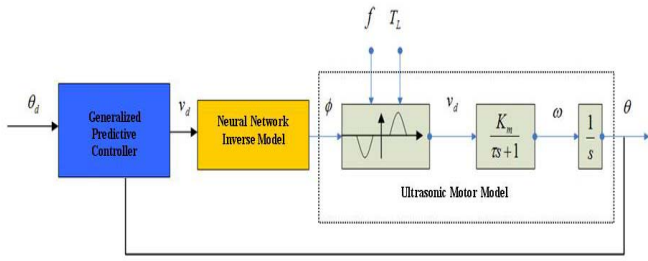 f T_L
θ_d
Generalized
Predictive
Controller
v_d
Neural Network
Inverse Model
ϕ
v_d
K_m
τs+1
ω
1
s
θ
Ultrasonic Motor Model